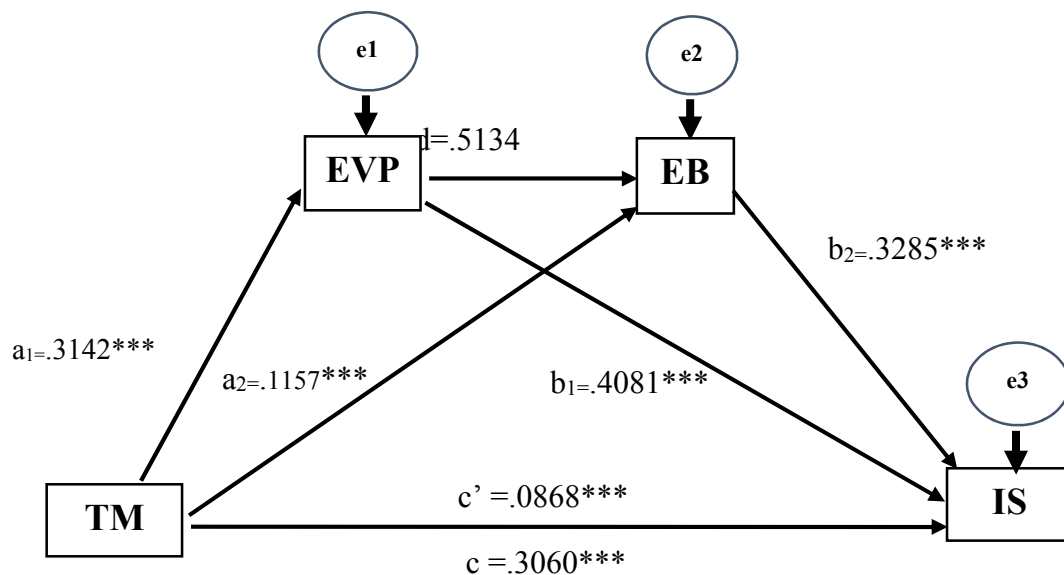 e1
e2
d=.5134
EVP
EB
b2=.3285***
a1=.3142***
a2=.1157***
b1=.4081***
e3
TM
c’ =.0868***
IS
c =.3060***